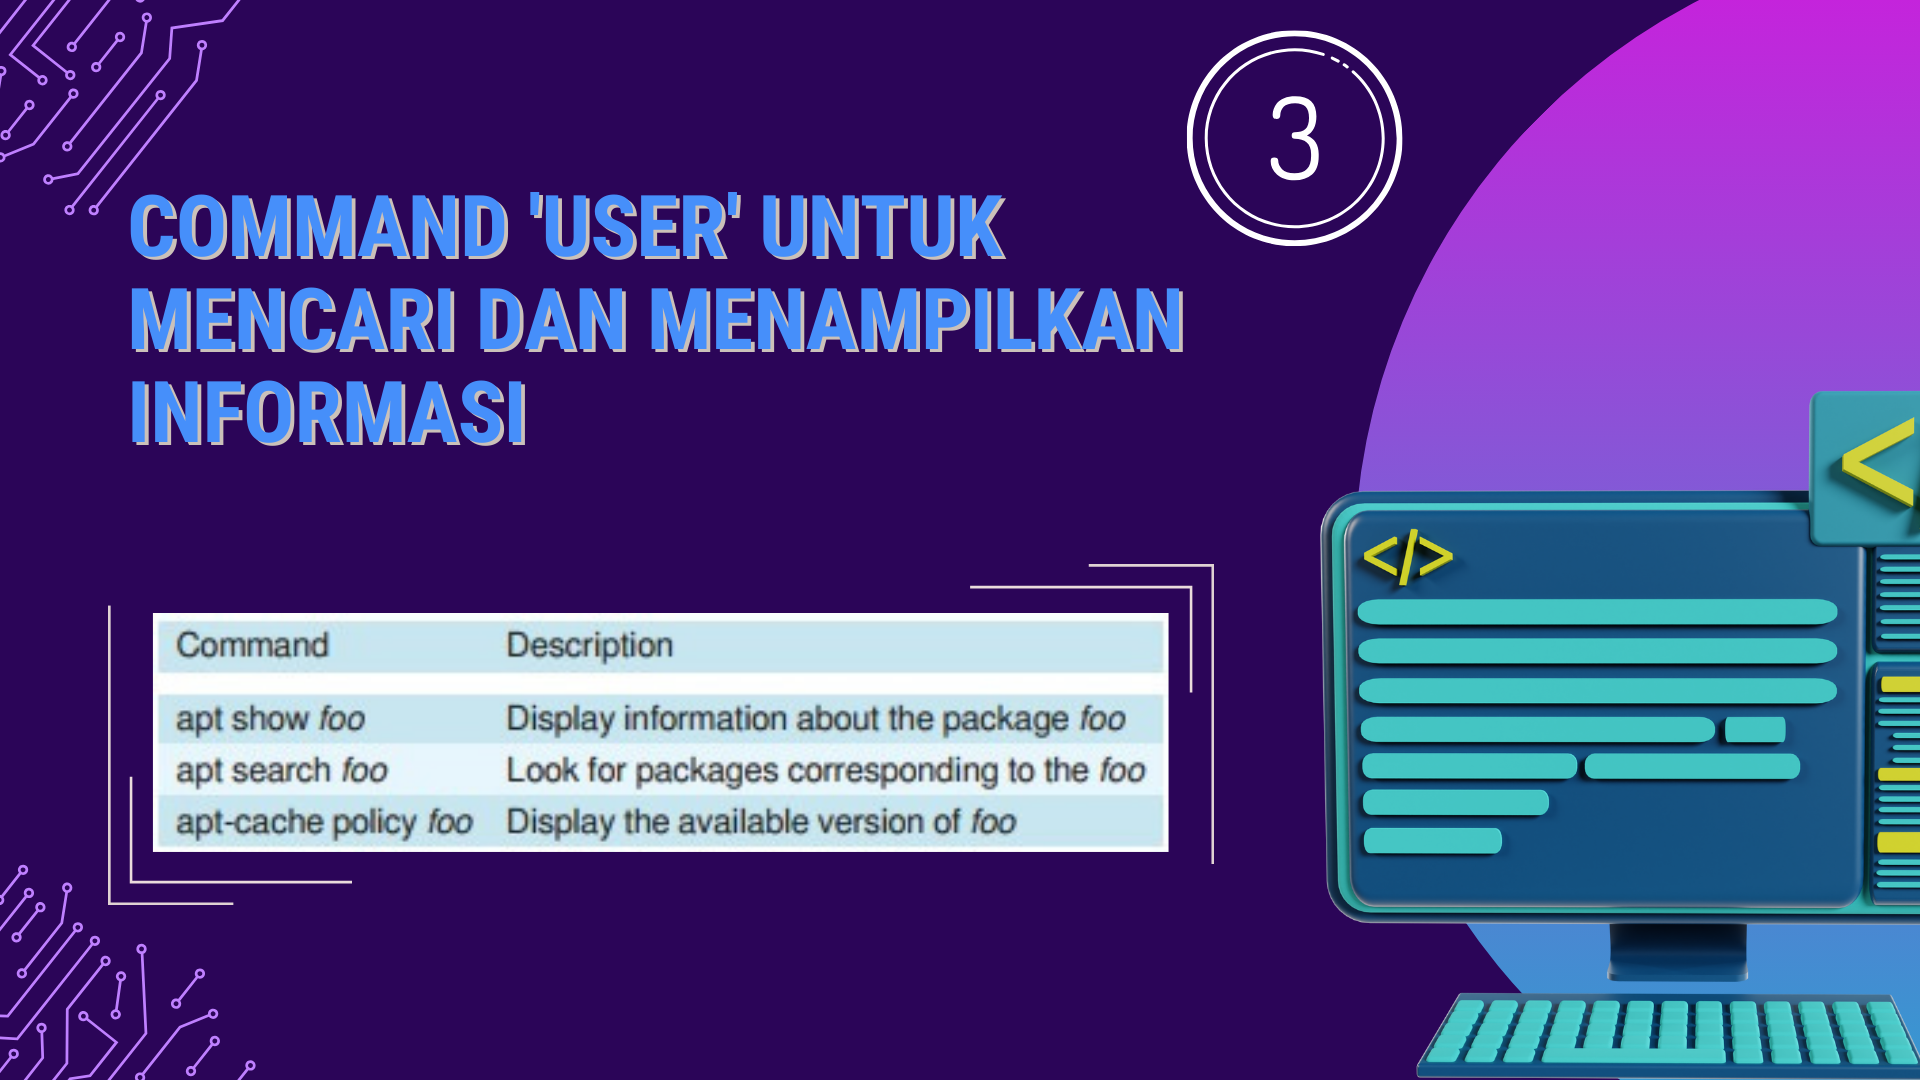 3
COMMAND 'USER' UNTUK
MENCARI DAN MENAMPILKAN
INFORMASI
Command Description
apt show foo Display information about the package foo
apt search foo Look for packages corresponding to the foo
apt-cache policy foo Display the available version of foo
</>
<